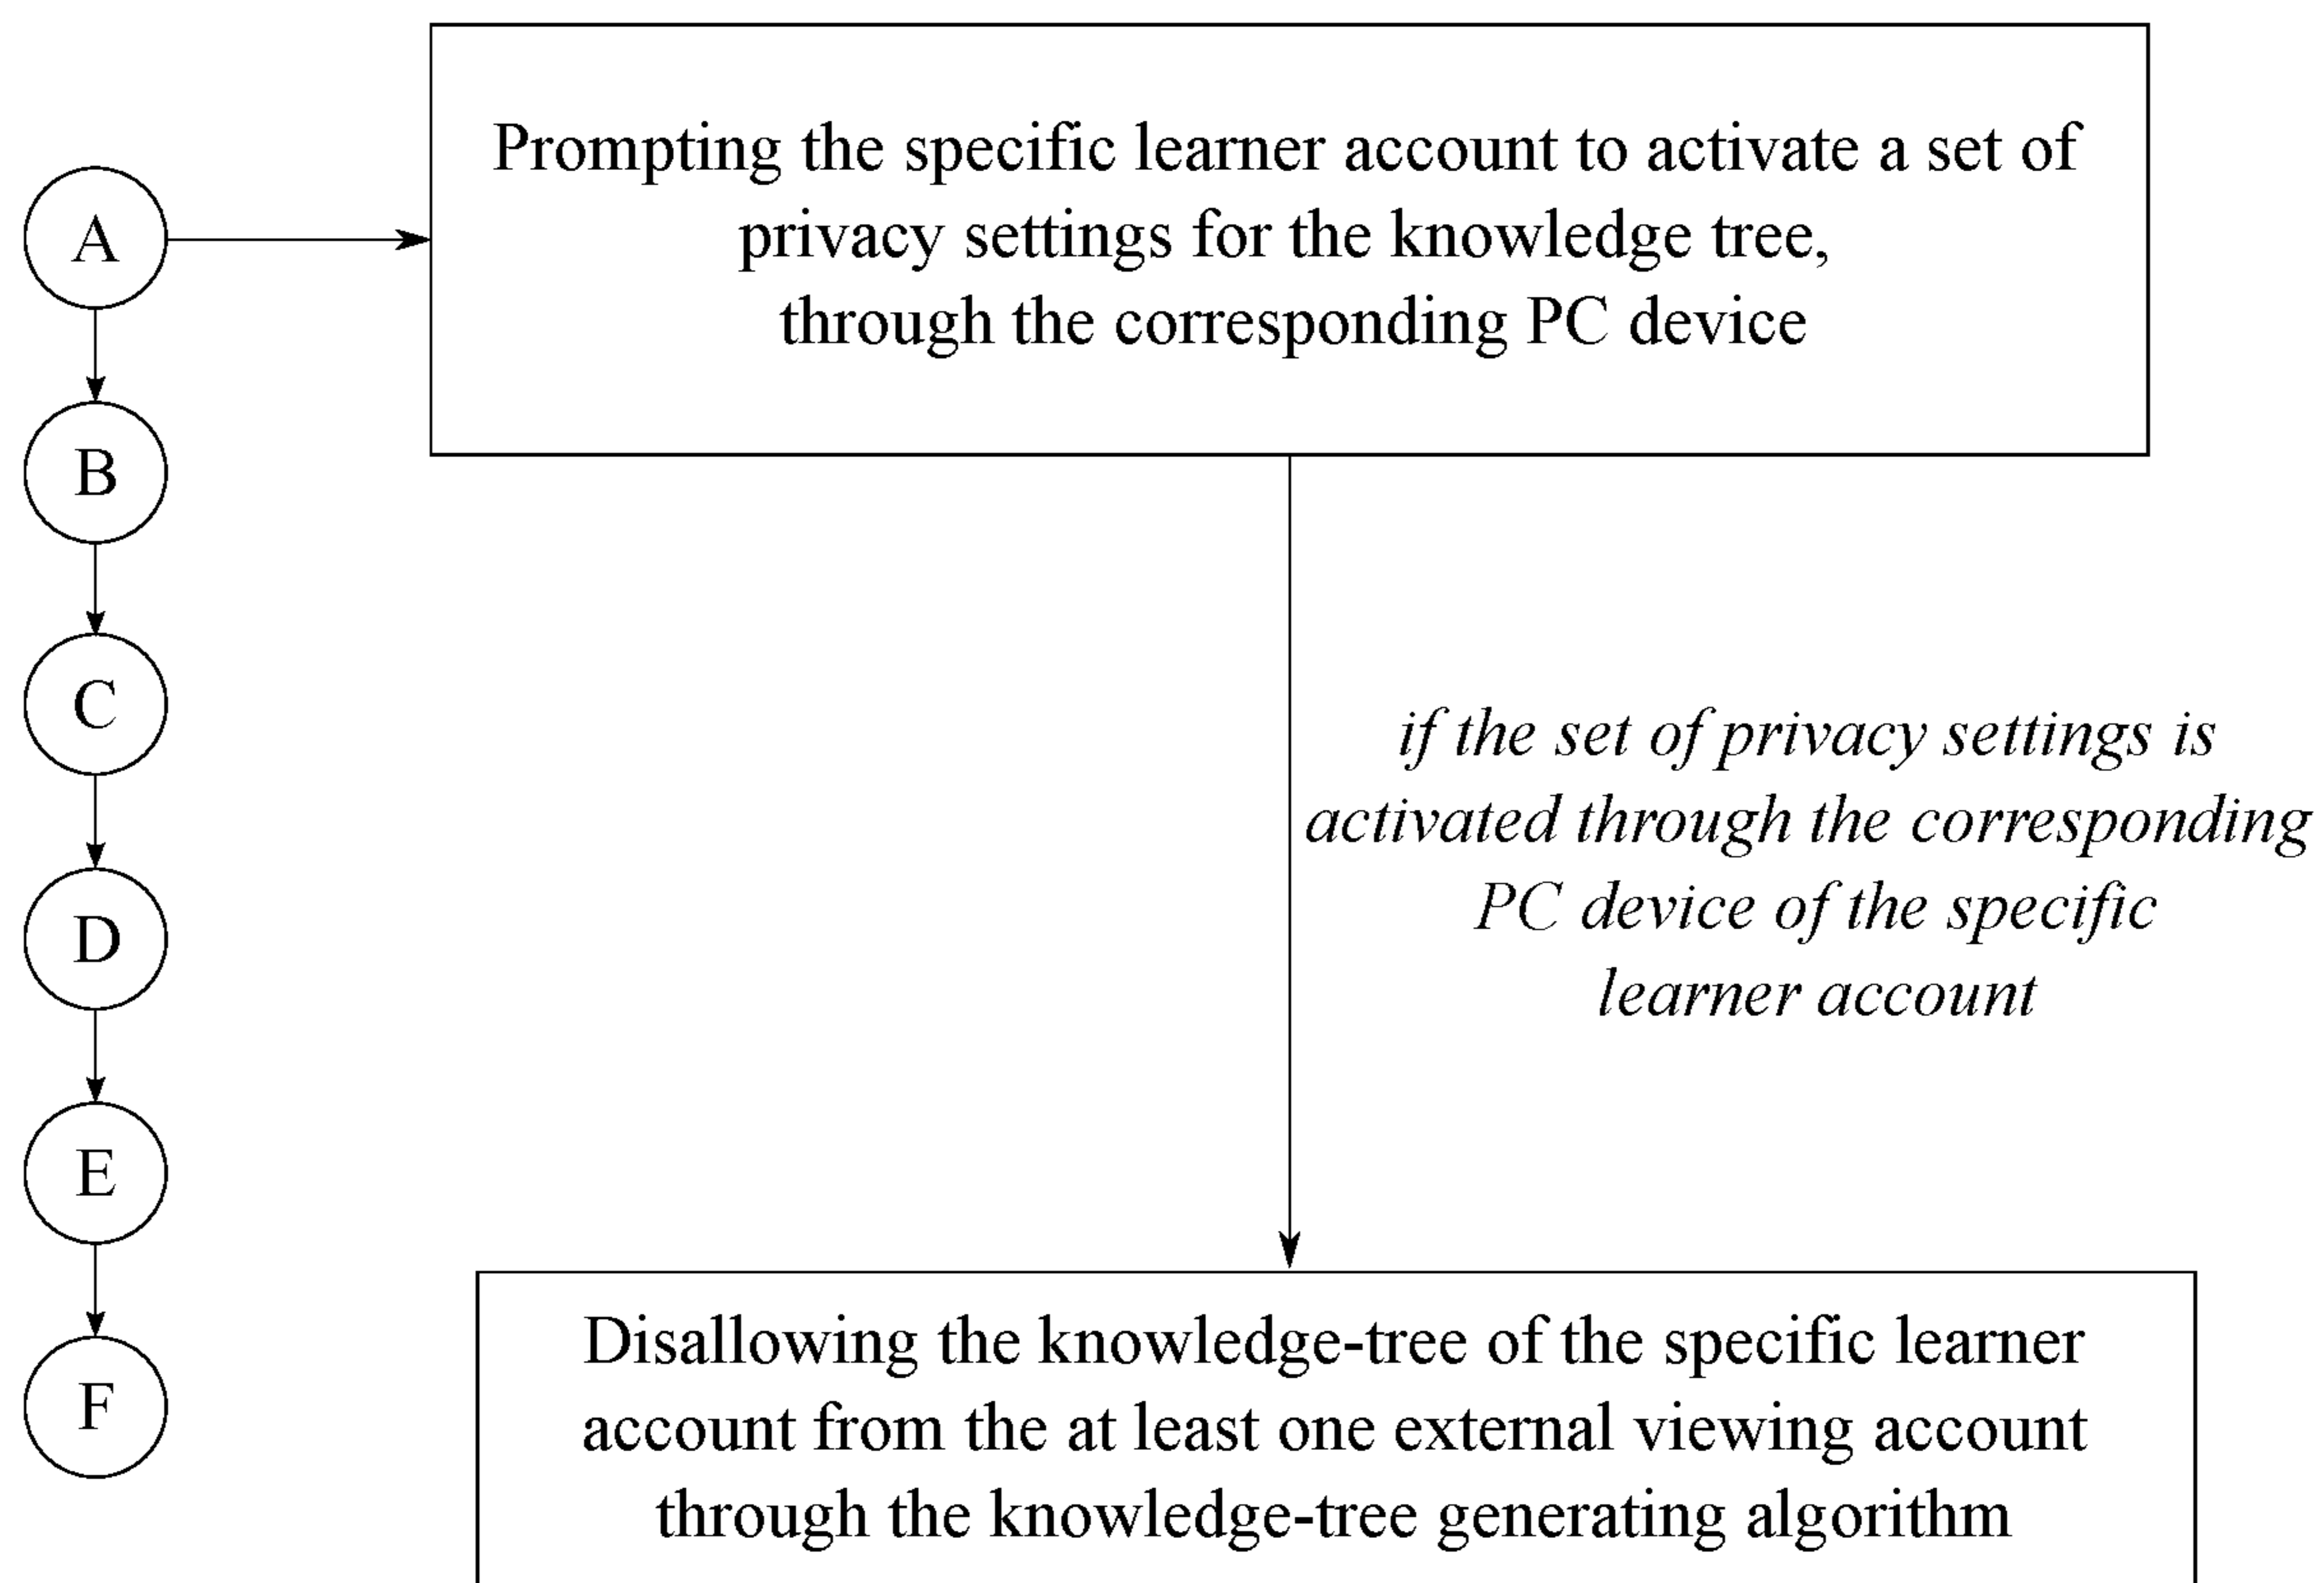 A
Prompting the specific learner account to activate a set of
privacy settings for the knowledge tree,
through the corresponding PC device
B
C
D
E
F
if the set of privacy settings is
activated through the corresponding
PC device of the specific
learner account
Disallowing the knowledge-tree of the specific learner
account from the at least one external viewing account
through the knowledge-tree generating algorithm